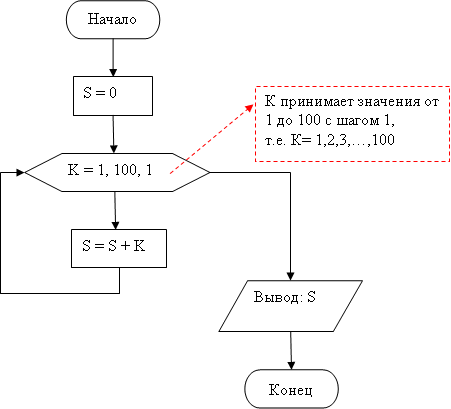 Начало
S = 0
К принимает значения от
1 до 100 с шагом 1,
т.е. К= 1,2,3,…,100
K = 1, 100, 1
S = S + K
Вывод: S
Конец